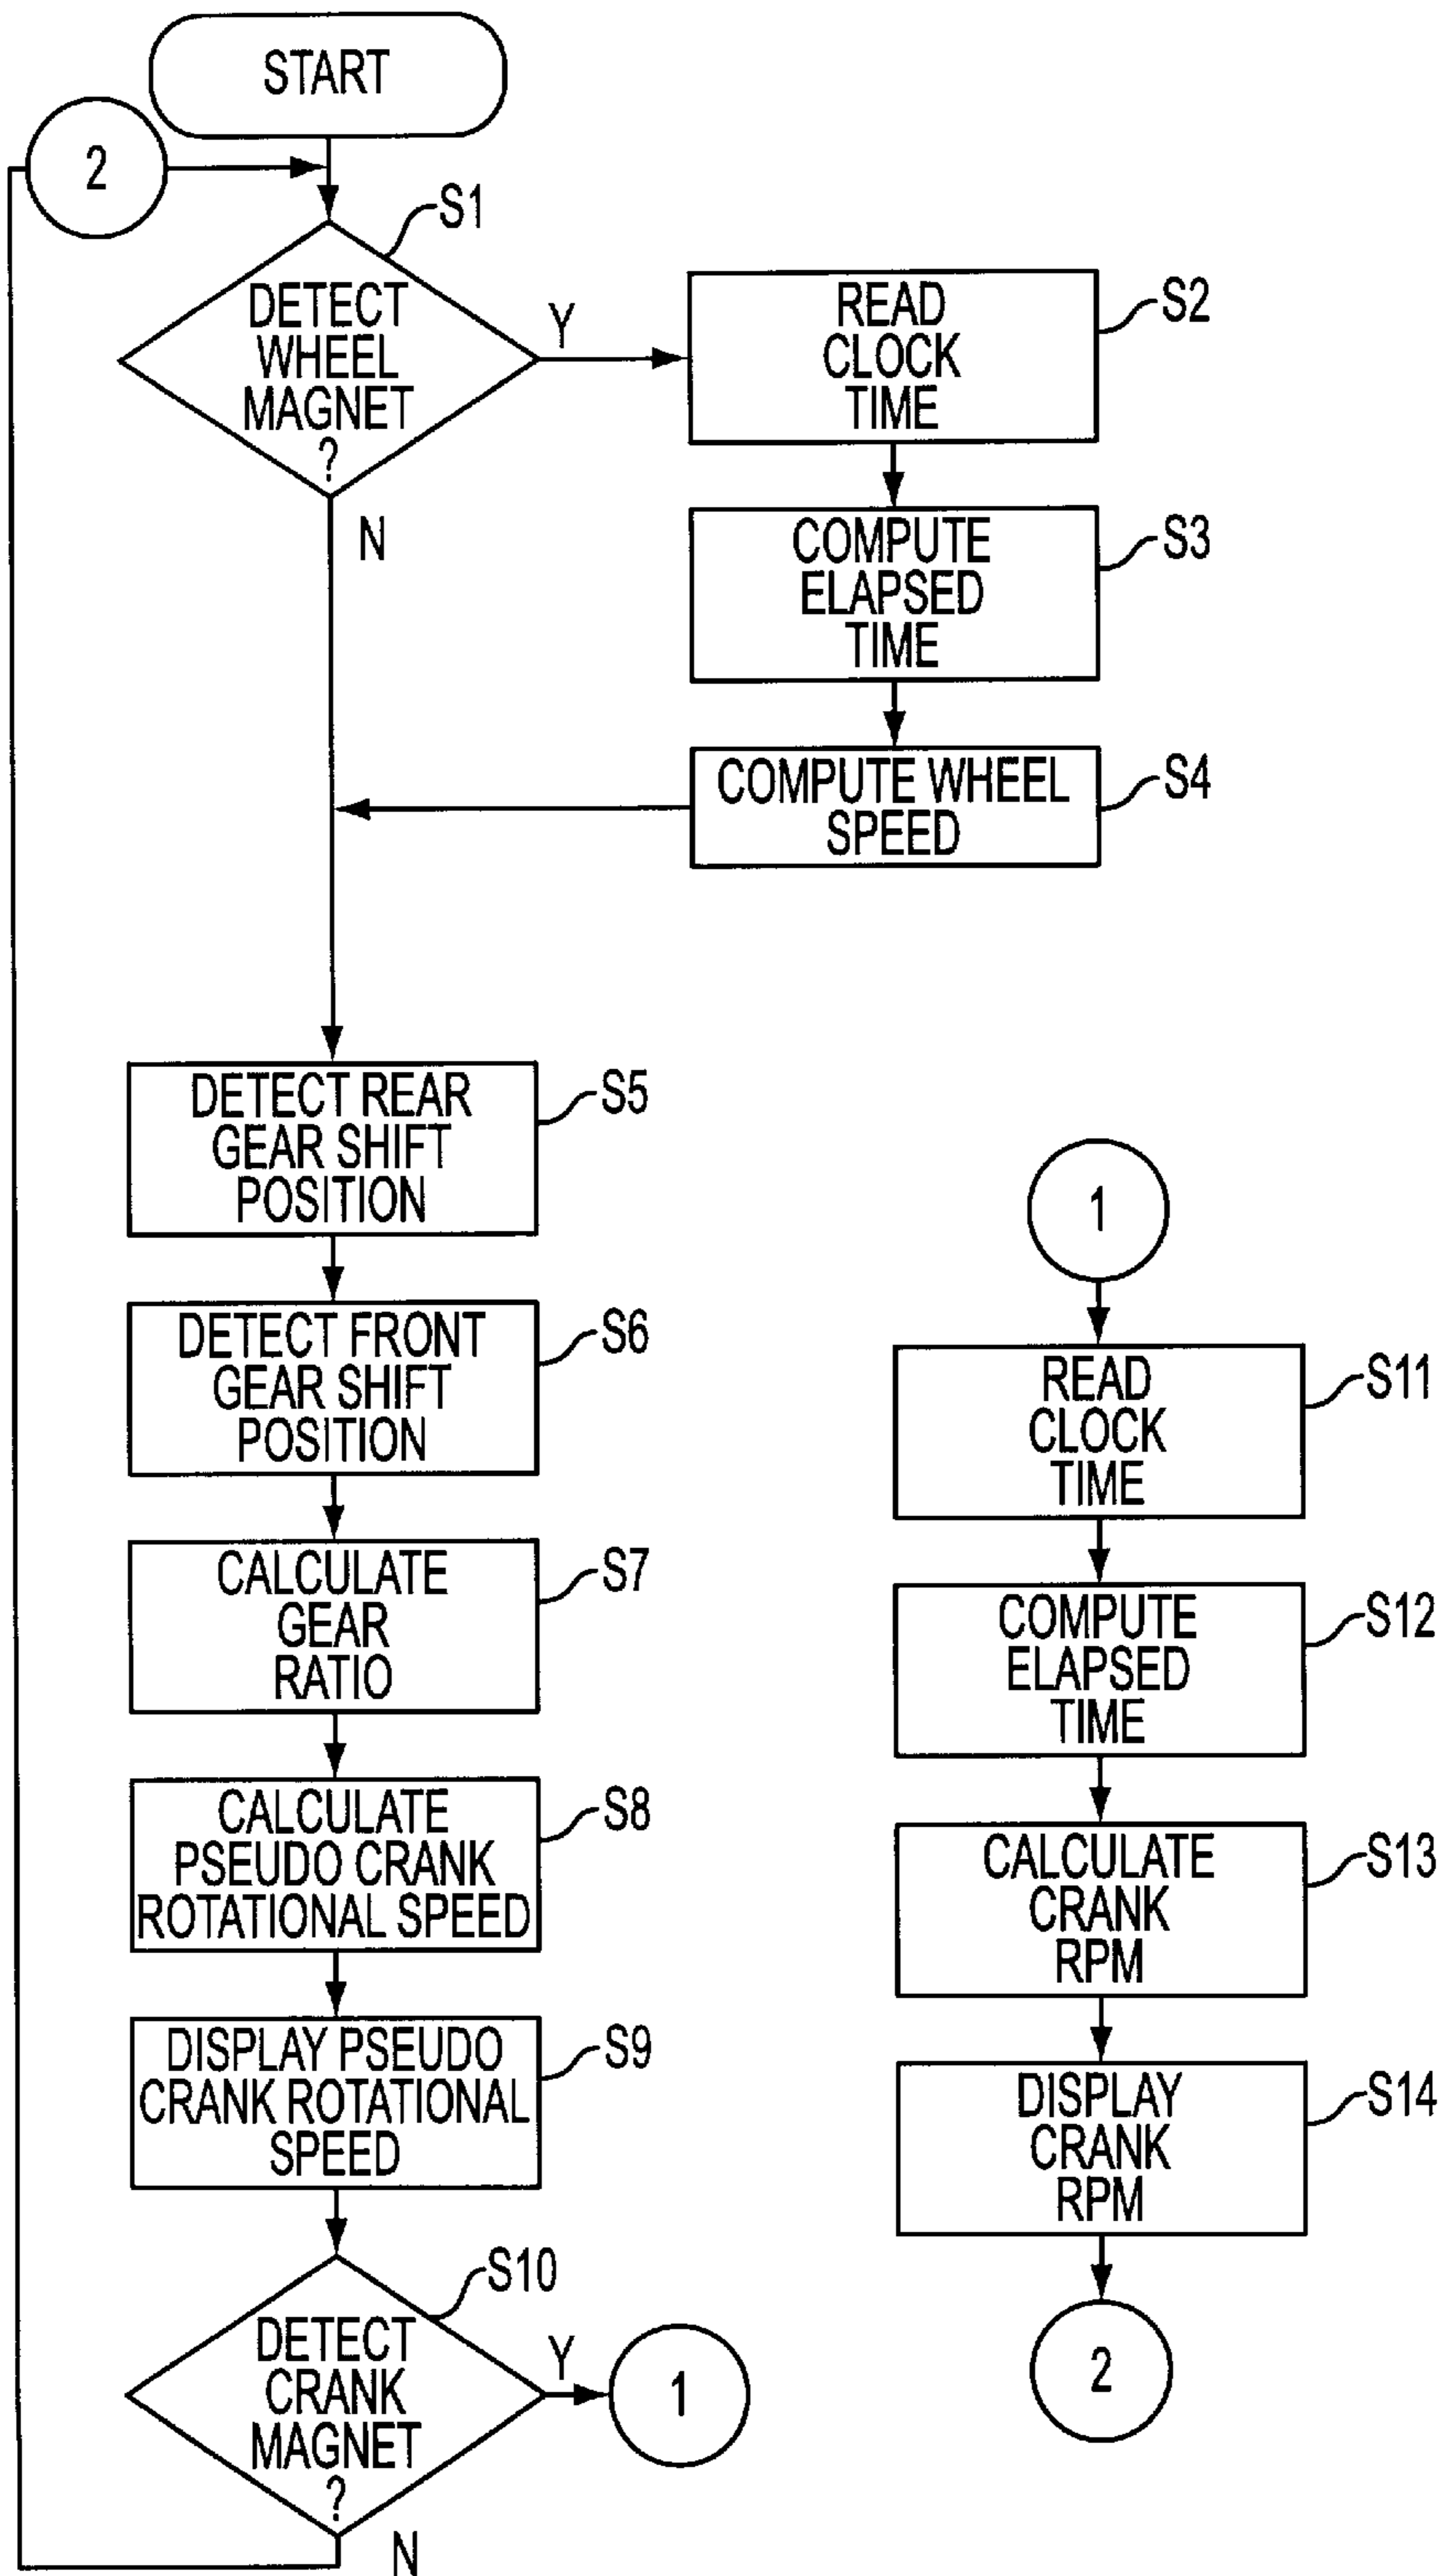 START
2
S1
DETECT
WHEEL
MAGNET
?
Y
N
READ
CLOCK
TIME
S2
COMPUTE
ELAPSED
TIME
S3
COMPUTE WHEEL
SPEED
S4
DETECT REAR
GEAR SHIFT
POSITION
S5
DETECT FRONT
GEAR SHIFT
POSITION
S6
CALCULATE
GEAR
RATIO
S7
CALCULATE
PSEUDO CRANK
ROTATIONAL SPEED
S8
DISPLAY PSEUDO
CRANK ROTATIONAL
SPEED
S9
S10
DETECT
CRANK
MAGNET
?
Y
1
N
1
READ
CLOCK
TIME
S11
COMPUTE
ELAPSED
TIME
S12
CALCULATE
CRANK
RPM
S13
DISPLAY
CRANK
RPM
S14
2